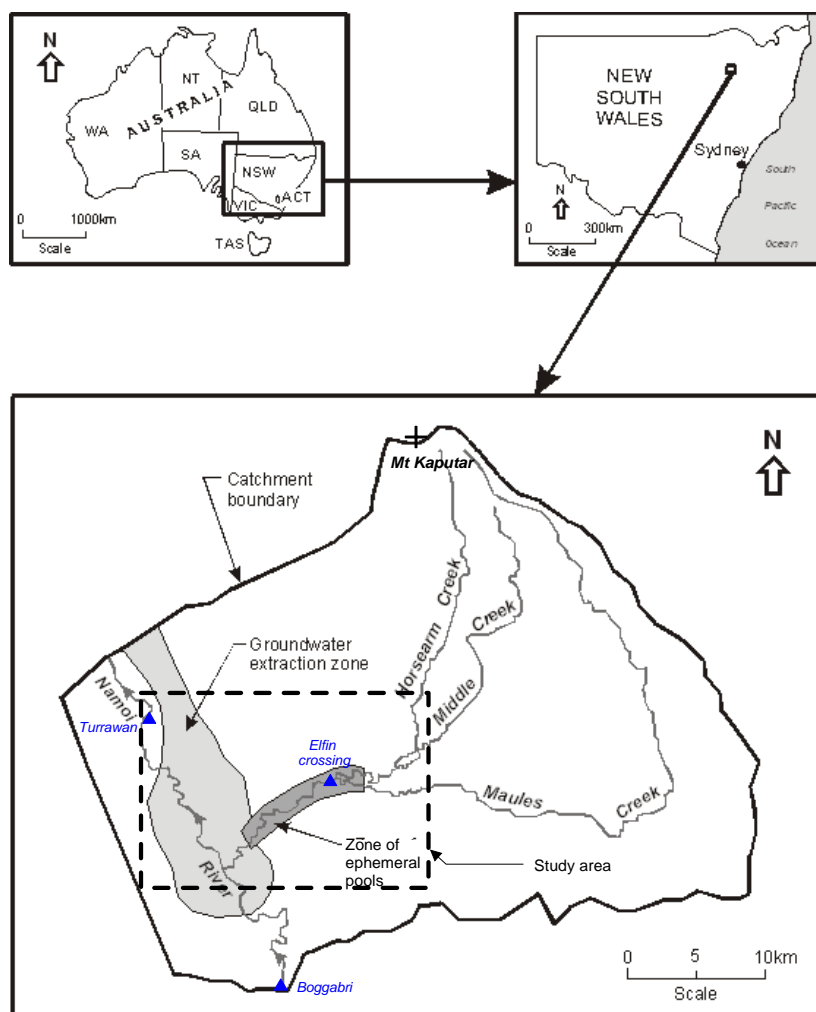 N
NT
AUSTRALIA
QLD
WA
SA
NSW
ACT
VIC
TAS
0 1000km
Scale
NEW
SOUTH
WALES
Sydney
N
0 300km
Scale
South
Pacific
Ocean
N
Mt Kaputar
Catchment
boundary
Horsearm Creek
Middle Creek
Groundwater
extraction zone
Namoi
Turrawan
Elfin
crossing
Maules Creek
Zone of
ephemeral
pools
Study area
River
Boggabri
0 5 10km
Scale